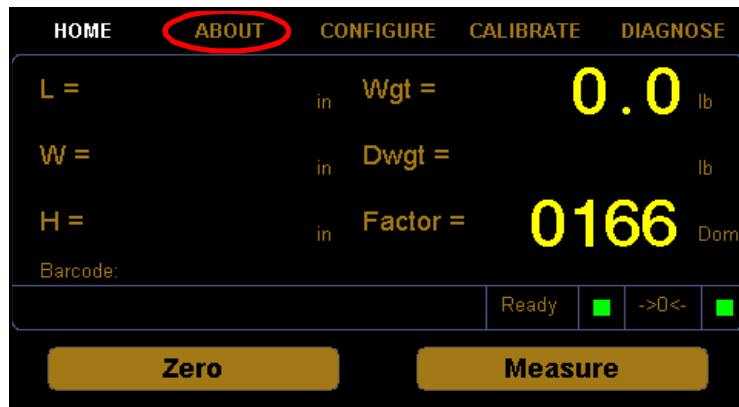 HOME ABOUT CONFIGURE CALIBRATE DIAGNOSE
L = in Wgt = 0.0 lb
W = in Dwgt = lb
H = in Factor = 0166 Dom
Barcode:
Ready ->0<-
Zero Measure